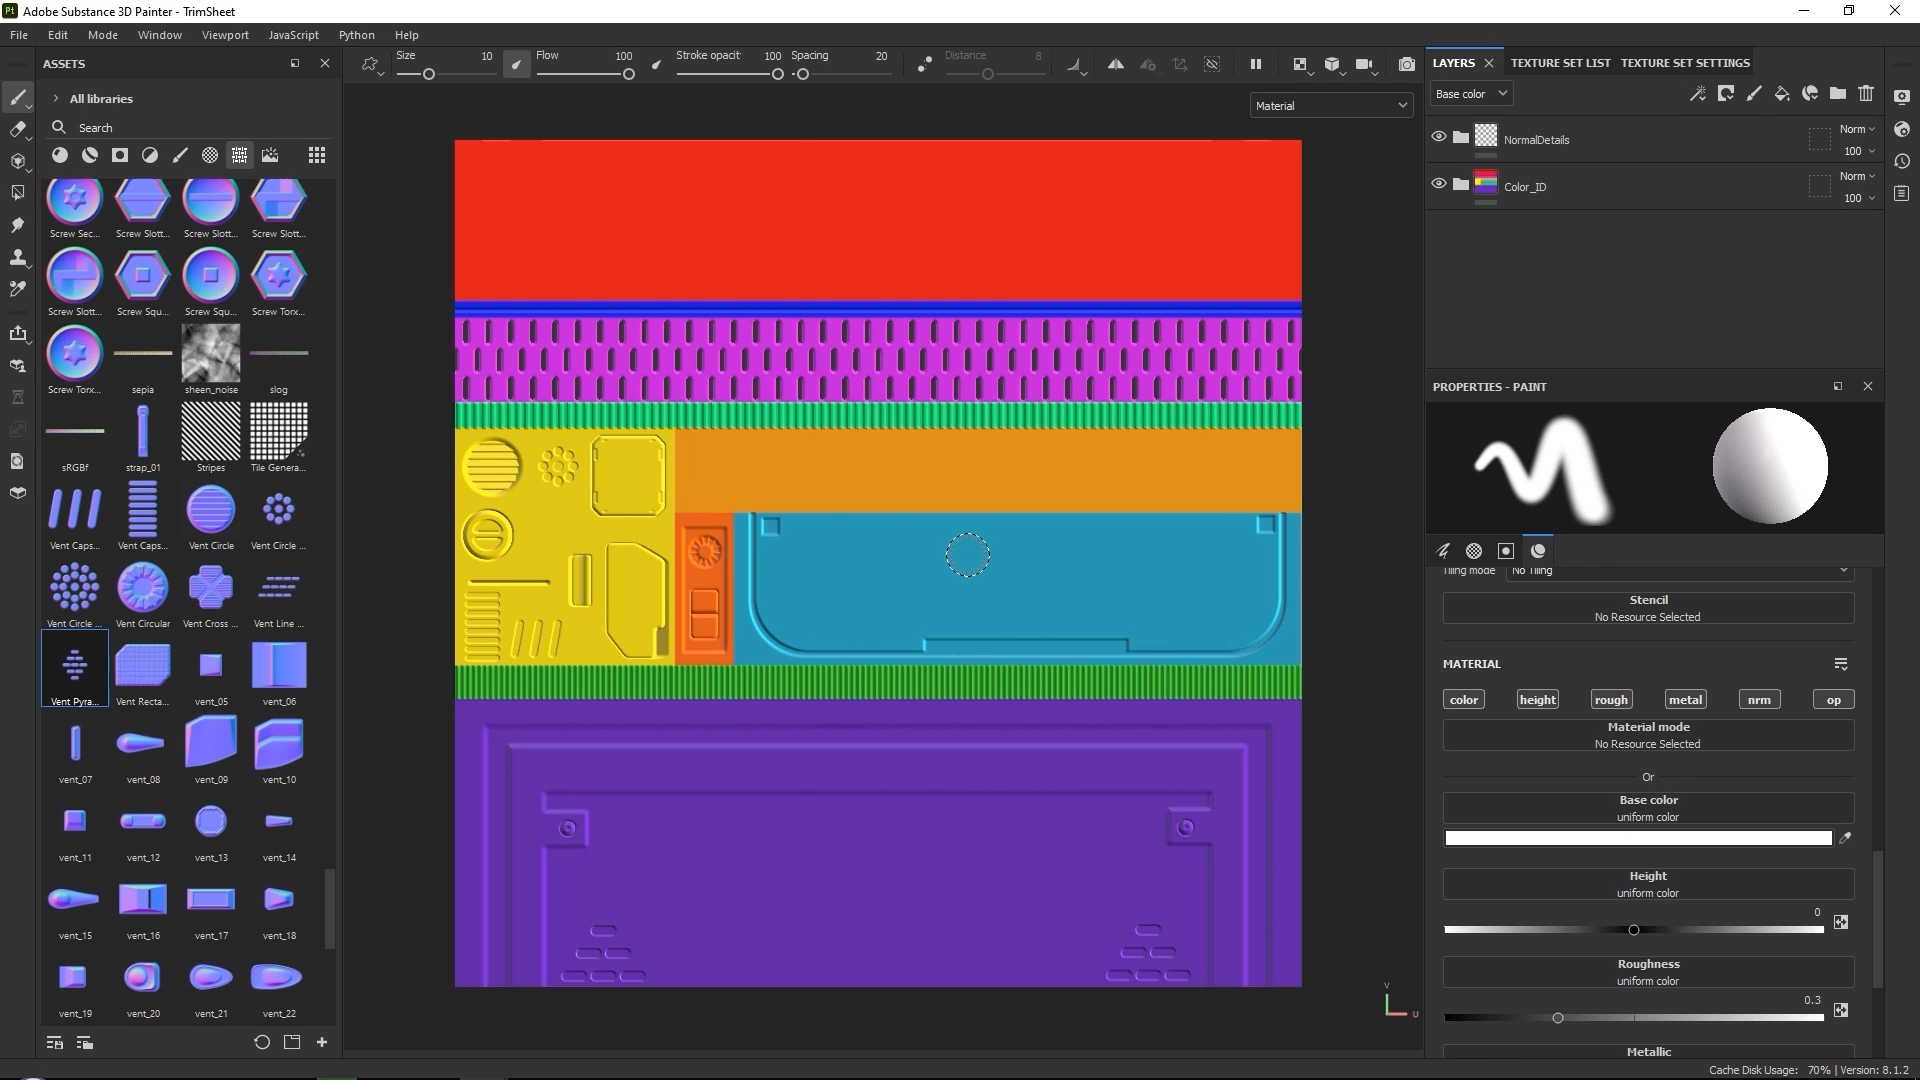 Pt Adobe Substance 3D Painter - TrimSheet
File Edit Mode Window Viewport JavaScript Python Help
ASSETS
All libraries
Search
Screw Sec... Screw Slott... Screw Slott... Screw Slott...
Screw Slott... Screw Squ... Screw Squ... Screw Torx...
Screw Torx... sepia sheen_noise slog
sRGBf strap_01 Stripes Tile Genera...
Vent Caps... Vent Caps... Vent Circle Vent Circle ...
Vent Circle ... Vent Circular Vent Cross ... Vent Line ...
Vent Pyra... Vent Recta... vent_05 vent_06
vent_07 vent_08 vent_09 vent_10
vent_11 vent_12 vent_13 vent_14
vent_15 vent_16 vent_17 vent_18
vent_19 vent_20 vent_21 vent_22
Size 10 Flow 100 Stroke opacit 100 Spacing 20 Distance 8
Material
V
U
LAYERS TEXTURE SET LIST TEXTURE SET SETTINGS
Base color
NormalDetails Norm 100
Color_ID Norm 100
PROPERTIES - PAINT
Tiling mode No Tiling
Stencil
No Resource Selected
MATERIAL
color height rough metal nrm op
Material mode
No Resource Selected
Or
Base color
uniform color
Height
uniform color
0
Roughness
uniform color
0.3
Metallic
Cache Disk Usage: 70% | Version: 8.1.2